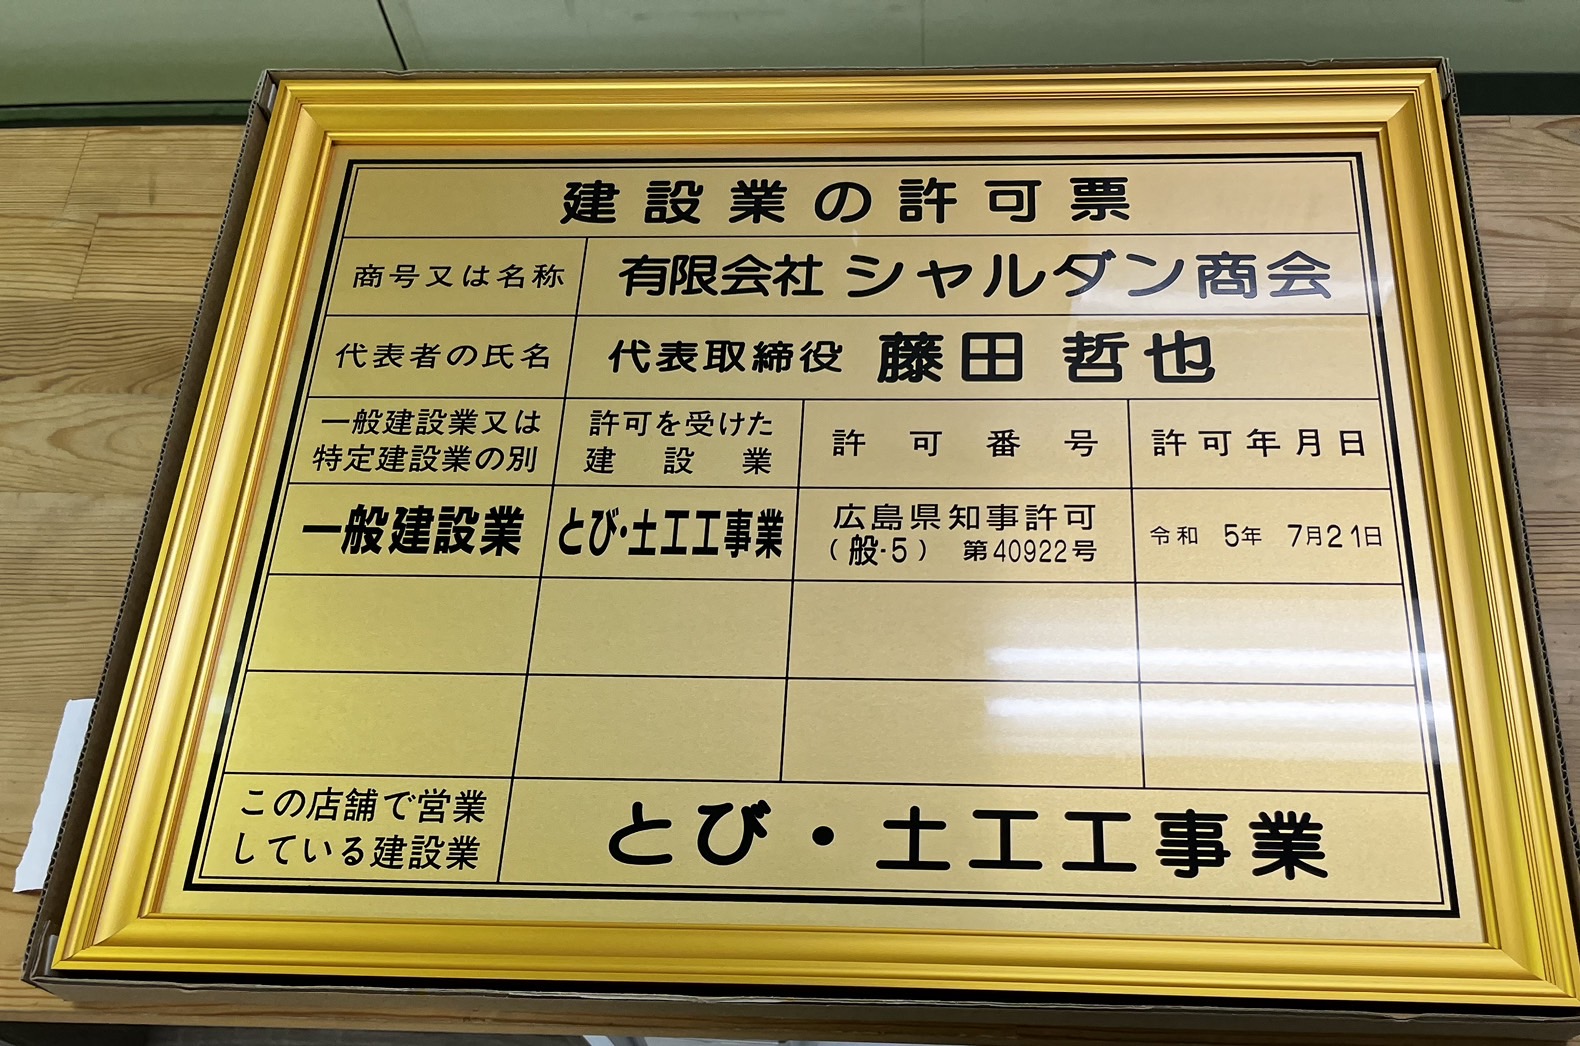 建設業の許可票
商号又は名称 有限会社 シャルダン商会
代表者の氏名 代表取締役 藤田 哲也
一般建設業又は
特定建設業の別
許可を受けた
建設業
許可番号
許可年月日
一般建設業
とび・土工工事業
広島県知事許可
(般-5) 第40922号
令和 5年 7月21日
この店舗で営業
している建設業
とび・土工工事業